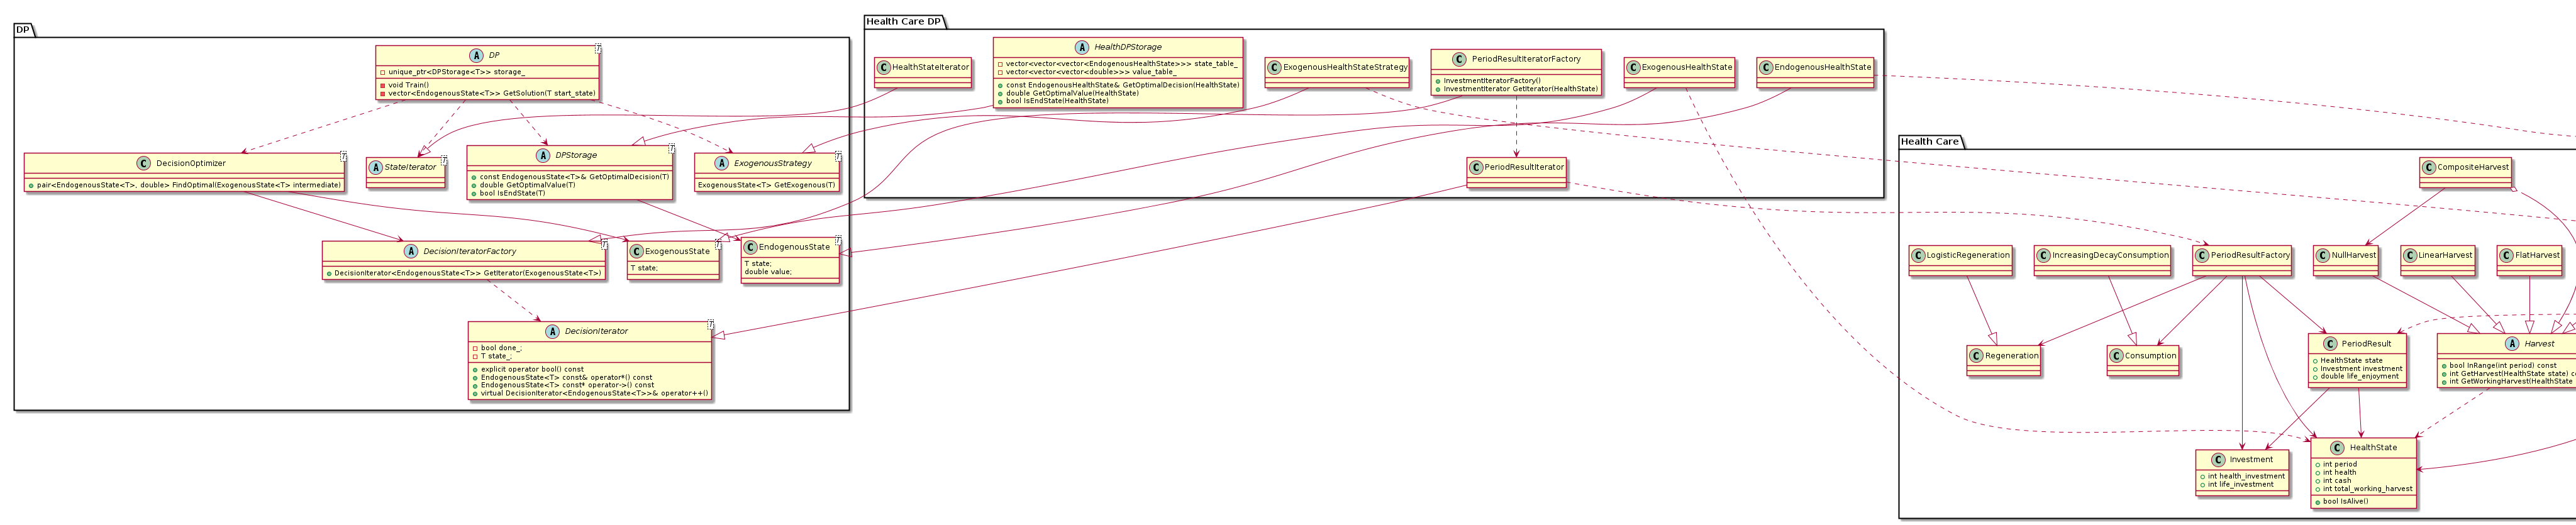 DP
A DP T
unique_ptr<DPStorage<T>> storage_
void Train()
vector<EndogenousState<T>> GetSolution(T start_state)
C DecisionOptimizer T
pair<EndogenousState<T>, double> FindOptimal(ExogenousState<T> intermediate)
A StateIterator T
A DPStorage T
const EndogenousState<T>& GetOptimalDecision(T)
double GetOptimalValue(T)
bool IsEndState(T)
A ExogenousStrategy T
ExogenousState<T> GetExogenous(T)
A DecisionIteratorFactory T
DecisionIterator<EndogenousState<T>> GetIterator(ExogenousState<T>)
C ExogenousState T
T state;
C EndogenousState T
T state;
double value;
A DecisionIterator T
bool done_;
T state_;
explicit operator bool() const
EndogenousState<T> const& operator*() const
EndogenousState<T> const* operator->() const
virtual DecisionIterator<EndogenousState<T>>& operator++()
Health Care DP
C HealthStateIterator
A HealthDPStorage
vector<vector<vector<EndogenousHealthState>>> state_table_
vector<vector<vector<double>>> value_table_
const EndogenousHealthState& GetOptimalDecision(HealthState)
double GetOptimalValue(HealthState)
bool IsEndState(HealthState)
C ExogenousHealthStateStrategy
C PeriodResultIteratorFactory
InvestmentIteratorFactory()
InvestmentIterator GetIterator(HealthState)
C ExogenousHealthState
C EndogenousHealthState
C PeriodResultIterator
Health Care
C CompositeHarvest
C LogisticRegeneration
C IncreasingDecayConsumption
C PeriodResultFactory
C NullHarvest
C LinearHarvest
C FlatHarvest
C Regeneration
C Consumption
C PeriodResult
HealthState state
Investment investment
double life_enjoyment
A Harvest
bool InRange(int period) const
int GetHarvest(HealthState state) c
int GetWorkingHarvest(HealthState
C Investment
int health_investment
int life_investment
C HealthState
int period
int health
int cash
int total_working_harvest
bool IsAlive()